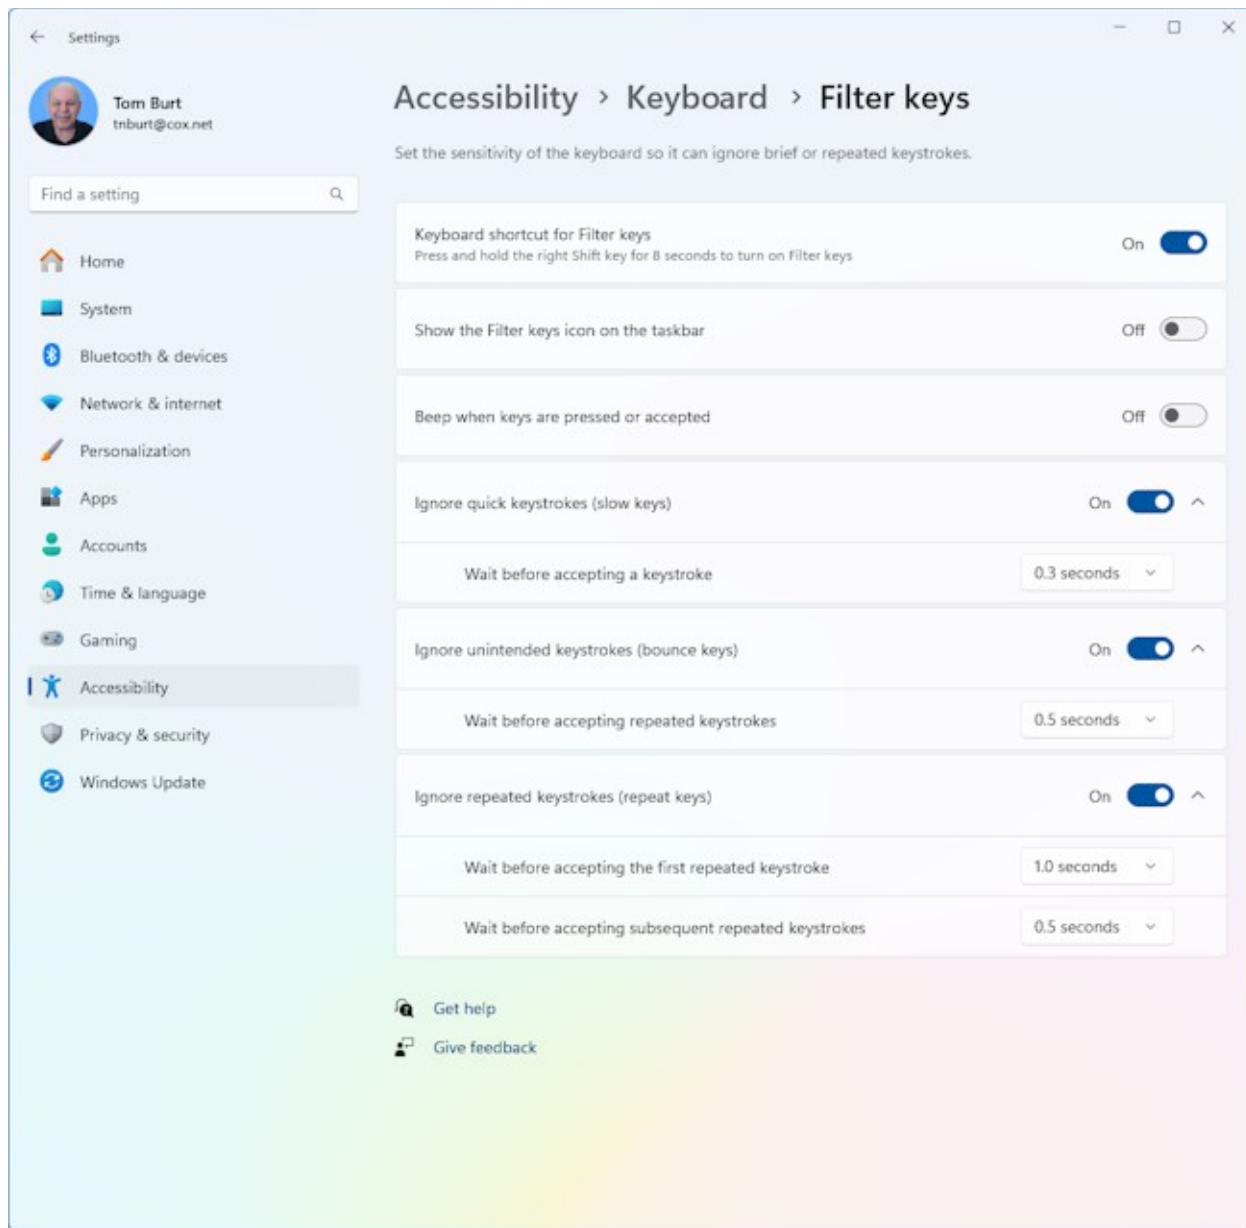 Settings
Tom Burt
tnburt@cox.net
Find a setting
Home
System
Bluetooth & devices
Network & internet
Personalization
Apps
Accounts
Time & language
Gaming
Accessibility
Privacy & security
Windows Update
Accessibility > Keyboard > Filter keys
Set the sensitivity of the keyboard so it can ignore brief or repeated keystrokes.
Keyboard shortcut for Filter keys
Press and hold the right Shift key for 8 seconds to turn on Filter keys
On
Show the Filter keys icon on the taskbar
Off
Beep when keys are pressed or accepted
Off
Ignore quick keystrokes (slow keys)
On
Wait before accepting a keystroke
0.3 seconds
Ignore unintended keystrokes (bounce keys)
On
Wait before accepting repeated keystrokes
0.5 seconds
Ignore repeated keystrokes (repeat keys)
On
Wait before accepting the first repeated keystroke
1.0 seconds
Wait before accepting subsequent repeated keystrokes
0.5 seconds
Get help
Give feedback